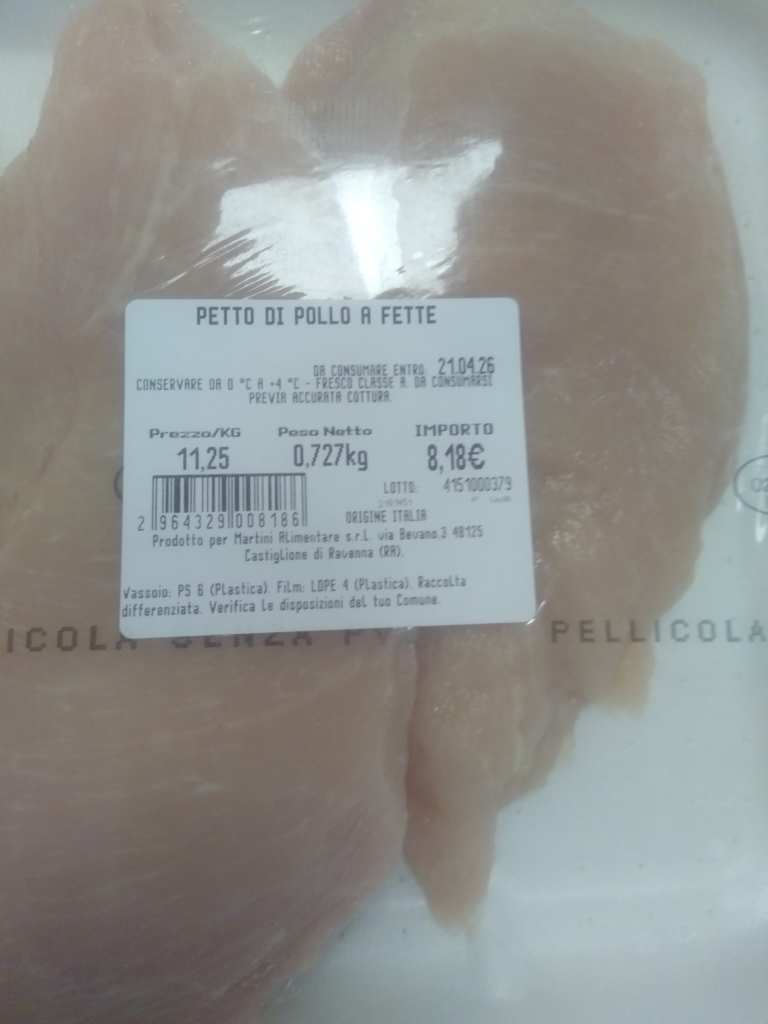 PETTO DI POLLO A FETTE
DA CONSUMARE ENTRO 21.04.26
CONSERVARE DA 0 °C A +4 °C - FRESCO CLASSE A. DA CONSUMARSI
PREVIA ACCURATA COTTURA.
Prezzo/KG Peso Netto IMPORTO
11,25 0,727kg 8,18€
LOTTO: 4151000379
2 964329 008186
ORIGINE ITALIA
Prodotto per Martini Alimentare s.r.l. via Bevano,3 48125
Castiglione di Ravenna (RA).
Vassoio: PS 6 (Plastica). Film: LDPE 4 (Plastica). Raccolta
differenziata. Verifica le disposizioni del tuo Comune.
ICOLA SENZA PV PELLICOLA